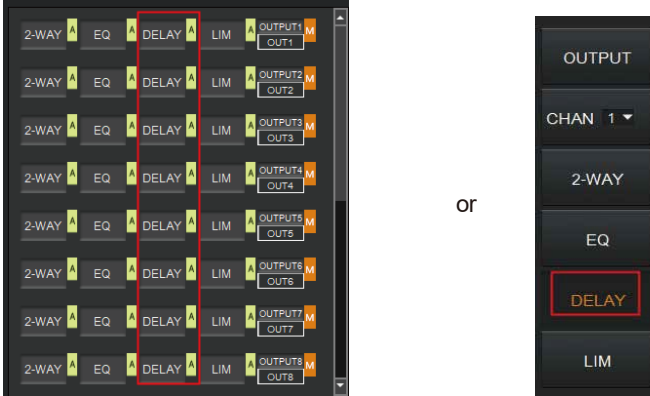 2-WAY A EQ A DELAY A LIM A OUTPUT1 M
OUT1
2-WAY A EQ A DELAY A LIM A OUTPUT2 M
OUT2
2-WAY A EQ A DELAY A LIM A OUTPUT3 M
OUT3
2-WAY A EQ A DELAY A LIM A OUTPUT4 M
OUT4
2-WAY A EQ A DELAY A LIM A OUTPUT5 M
OUT5
2-WAY A EQ A DELAY A LIM A OUTPUT6 M
OUT6
2-WAY A EQ A DELAY A LIM A OUTPUT7 M
OUT7
2-WAY A EQ A DELAY A LIM A OUTPUT8 M
OUT8
or
OUTPUT
CHAN 1
2-WAY
EQ
DELAY
LIM